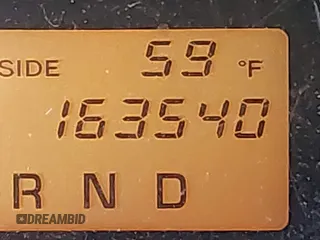 SIDE 59 °F
163540
R N D
DREAMBID